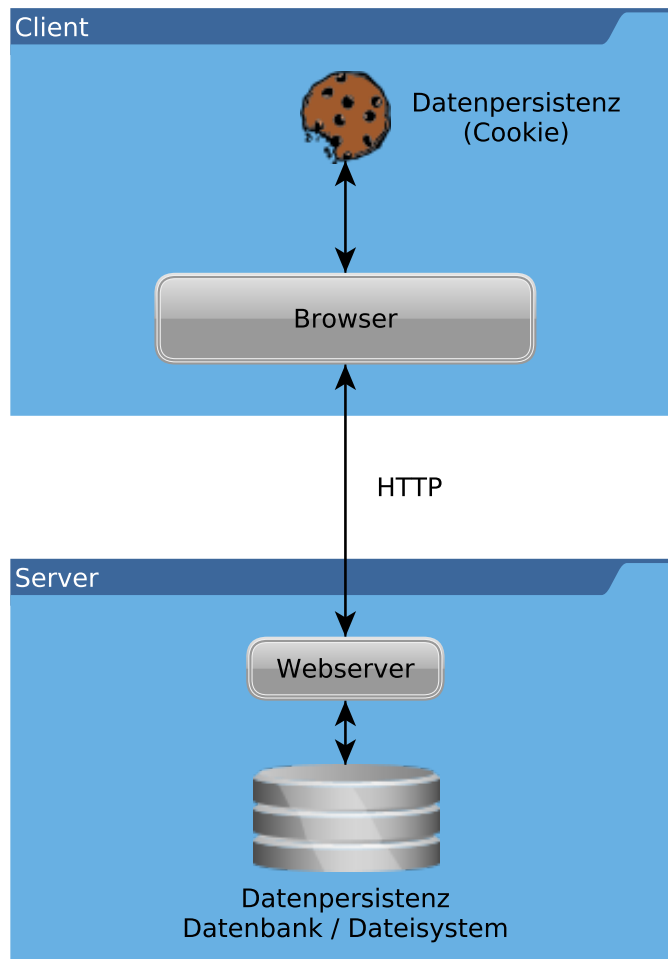 Client
Datenpersistenz
(Cookie)
Browser
HTTP
Server
Webserver
Datenpersistenz
Datenbank / Dateisystem